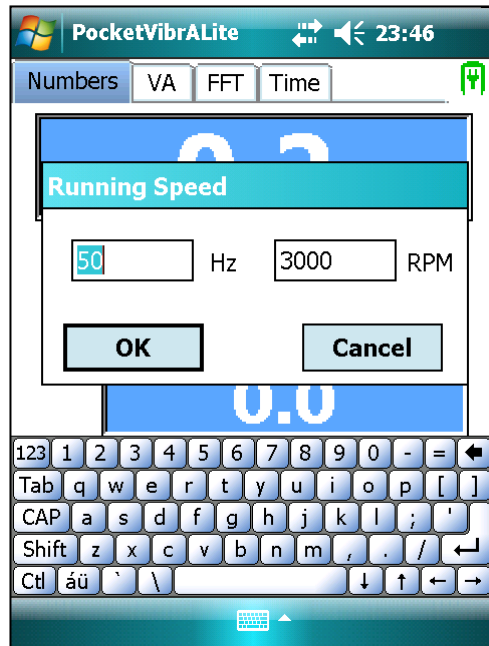 PocketVibrALite 23:46
Numbers VA FFT Time
Running Speed
50 Hz 3000 RPM
OK Cancel
0.0
123 1 2 3 4 5 6 7 8 9 0 - = 🡄
Tab q w e r t y u i o p [ ]
CAP a s d f g h j k l ; '
Shift z x c v b n m , . / ↵
Ctl áü ` \ ↓ ↑ ← →